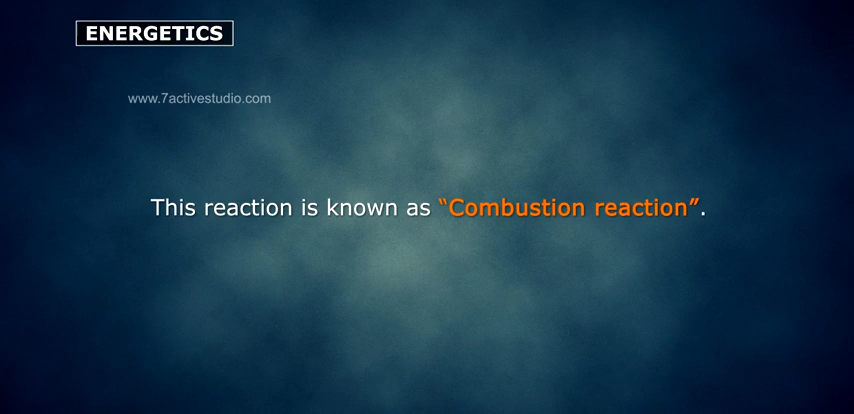 ENERGETICS
www.7activestudio.com
This reaction is known as “Combustion reaction”.